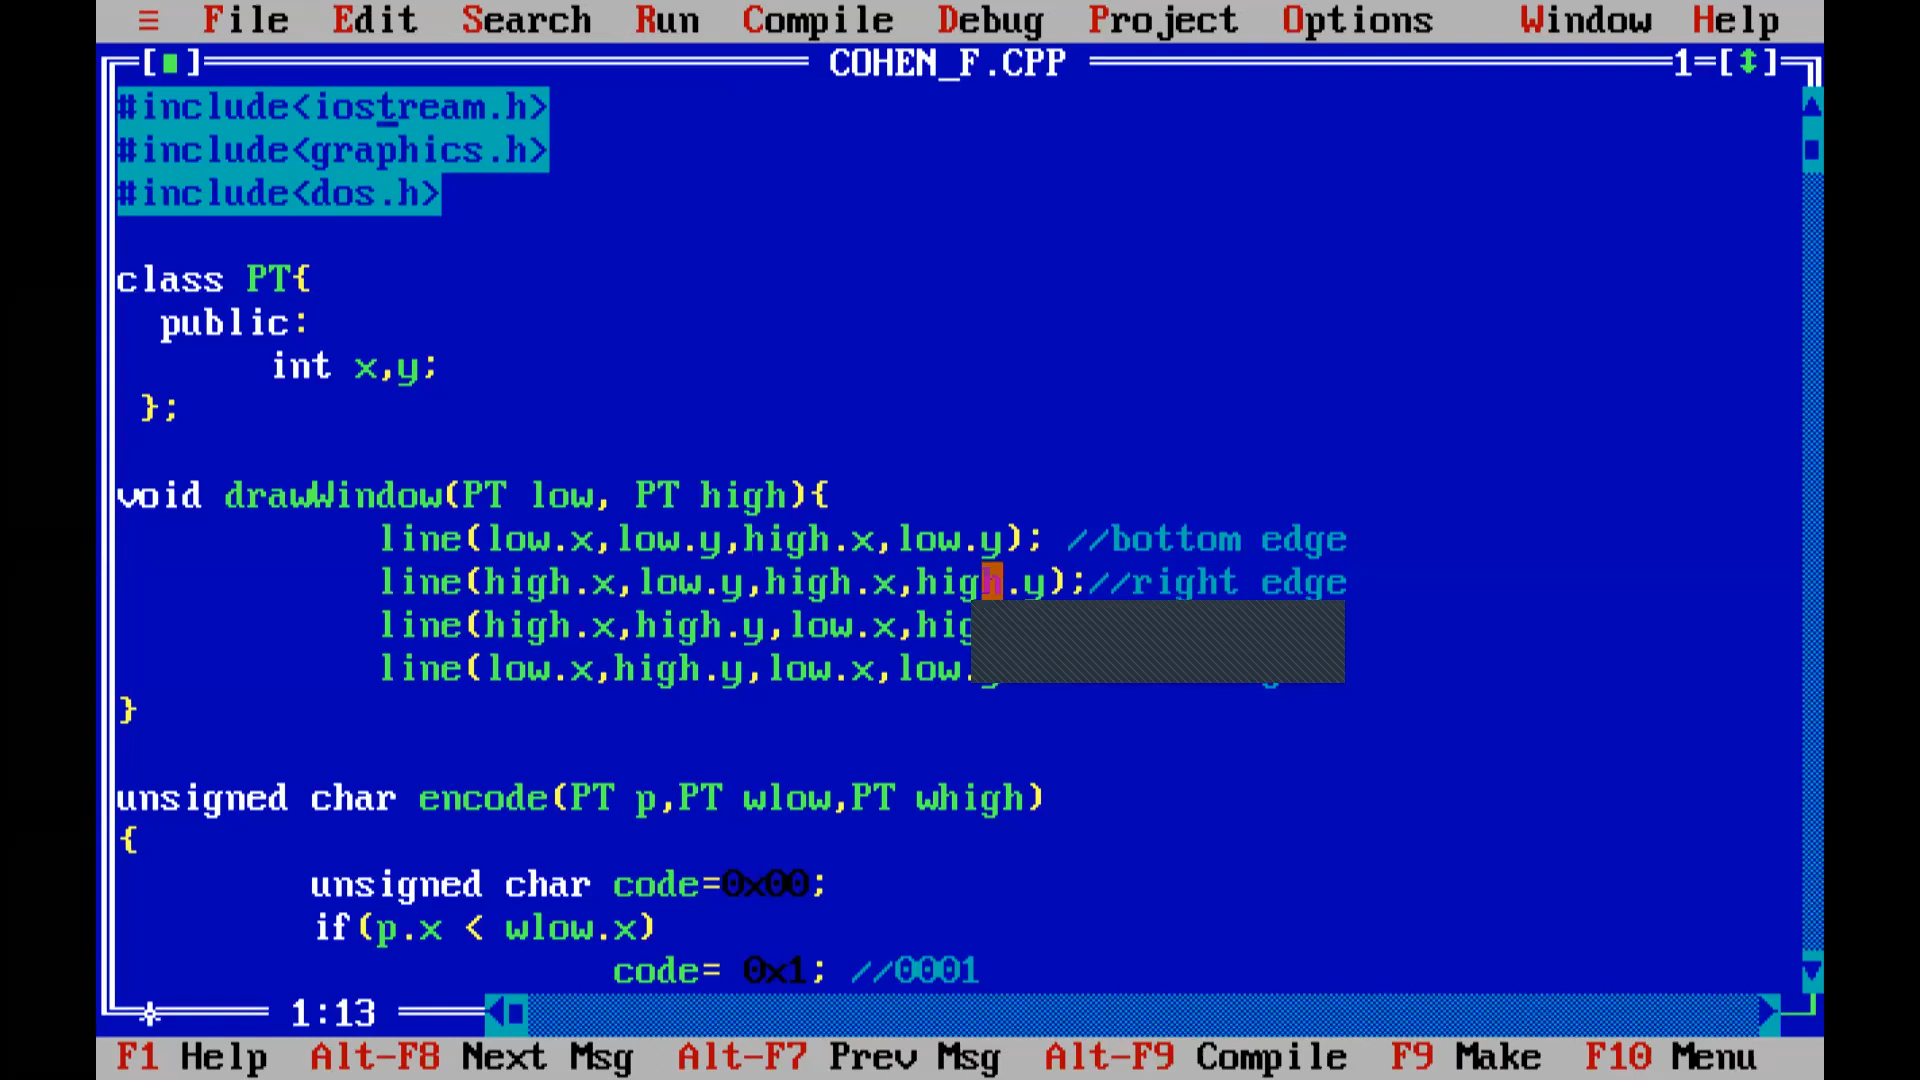 ≡ File Edit Search Run Compile Debug Project Options Window Help
[■] COHEN_F.CPP 1=[↕]
#include<iostream.h>
#include<graphics.h>
#include<dos.h>
class PT{
public:
int x,y;
};
void drawWindow(PT low, PT high){
line(low.x,low.y,high.x,low.y); //bottom edge
line(high.x,low.y,high.x,high.y);//right edge
line(high.x,high.y,low.x,
line(low.x,high.y,low.x,low.
}
unsigned char encode(PT p,PT wlow,PT whigh)
{
unsigned char code=0x00;
if(p.x < wlow.x)
code= 0x1; //0001
1:13
F1 Help Alt-F8 Next Msg Alt-F7 Prev Msg Alt-F9 Compile F9 Make F10 Menu